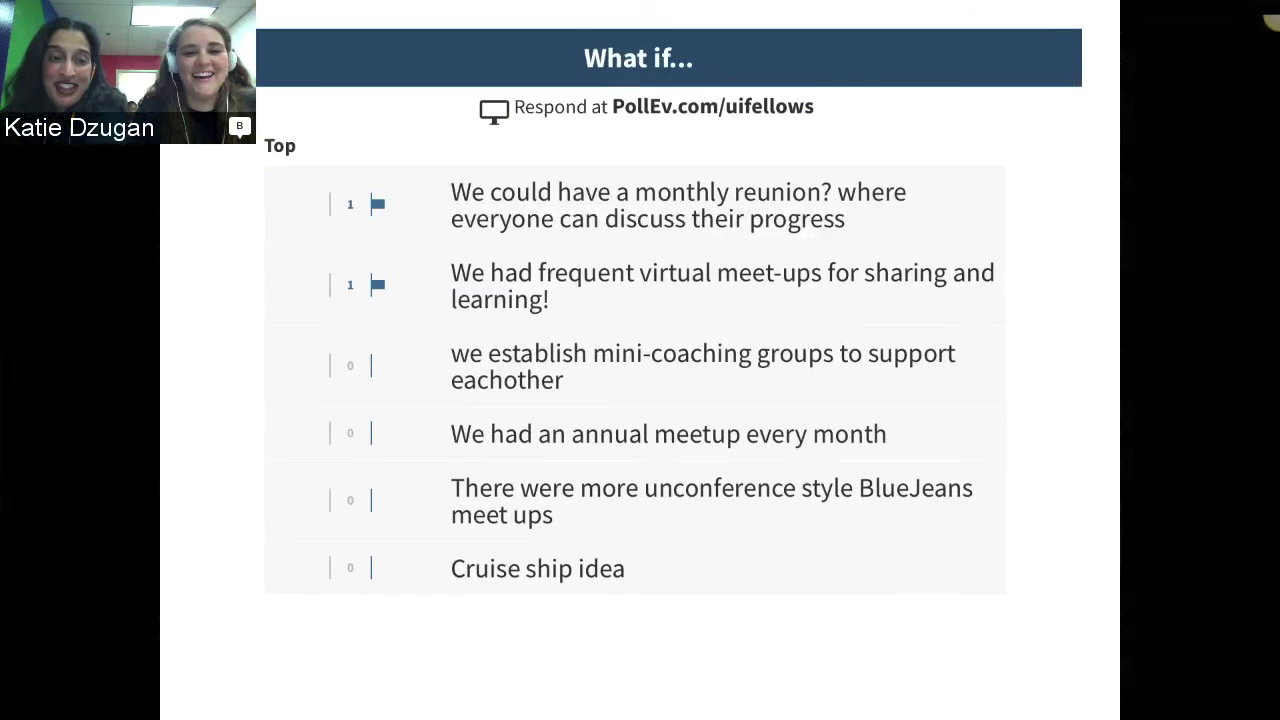 What if...
Respond at PollEv.com/uifellows
Katie Dzugan
B
Top
1
We could have a monthly reunion? where
everyone can discuss their progress
1
We had frequent virtual meet-ups for sharing and
learning!
0
we establish mini-coaching groups to support
eachother
0
We had an annual meetup every month
0
There were more unconference style BlueJeans
meet ups
0
Cruise ship idea